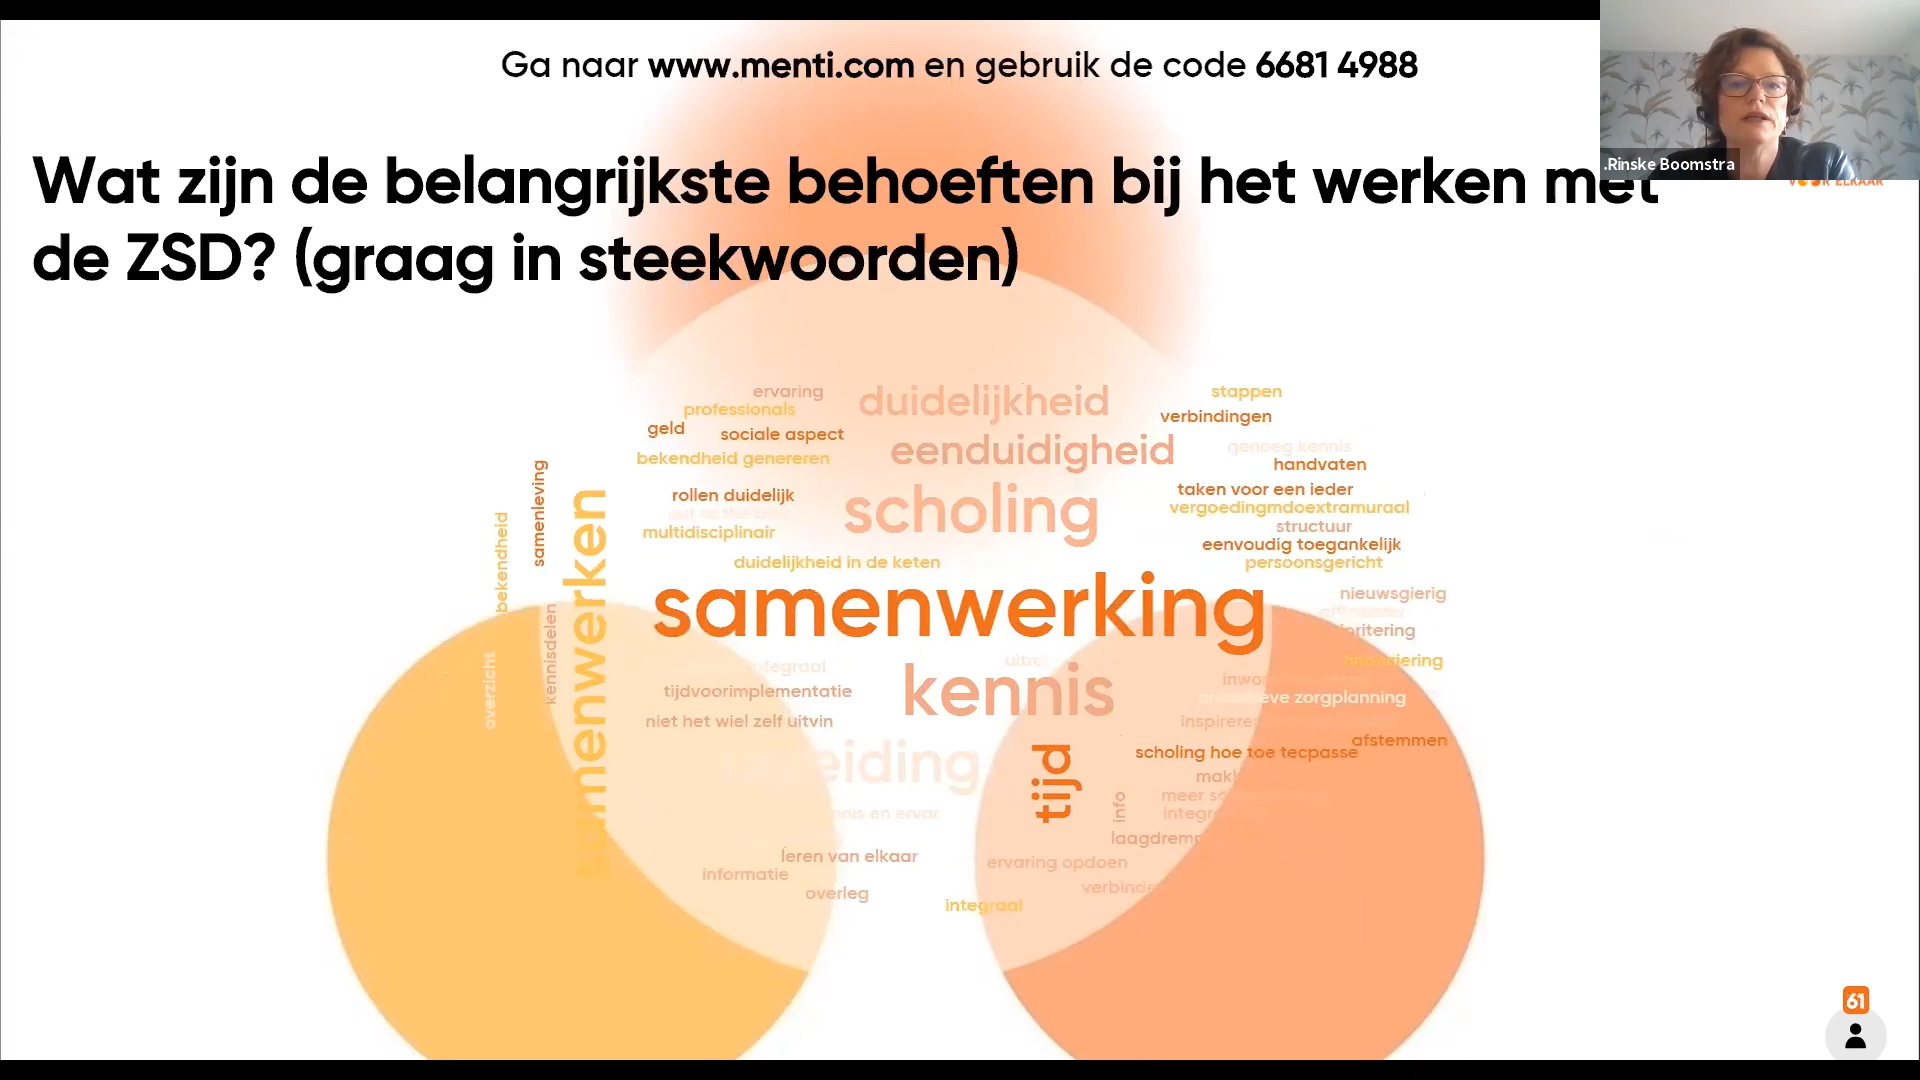 Ga naar www.menti.com en gebruik de code 6681 4988
.Rinske Boomstra
Wat zijn de belangrijkste behoeften bij het werken met
de ZSD? (graag in steekwoorden)
ervaring
duidelijkheid
stappen
professionals
verbindingen
geld
sociale aspect
eenduidigheid
genoeg kennis
bekendheid genereren
handvaten
samenleving
rollen duidelijk
taken voor een ieder
scholing
vergoedingmdoextramuraal
bekendheid
multidisciplinair
structuur
eenvoudig toegankelijk
duidelijkheid in de keten
persoonsgericht
samenwerken
samenwerking
nieuwsgierig
kennisdelen
overzicht
kennis
tijdvoorimplementatie
zorgplanning
niet het wiel zelf uitvin
afstemmen
scholing hoe toe tecpasse
tijd
info
leren van elkaar
ervaring opdoen
informatie
overleg
integraal
61